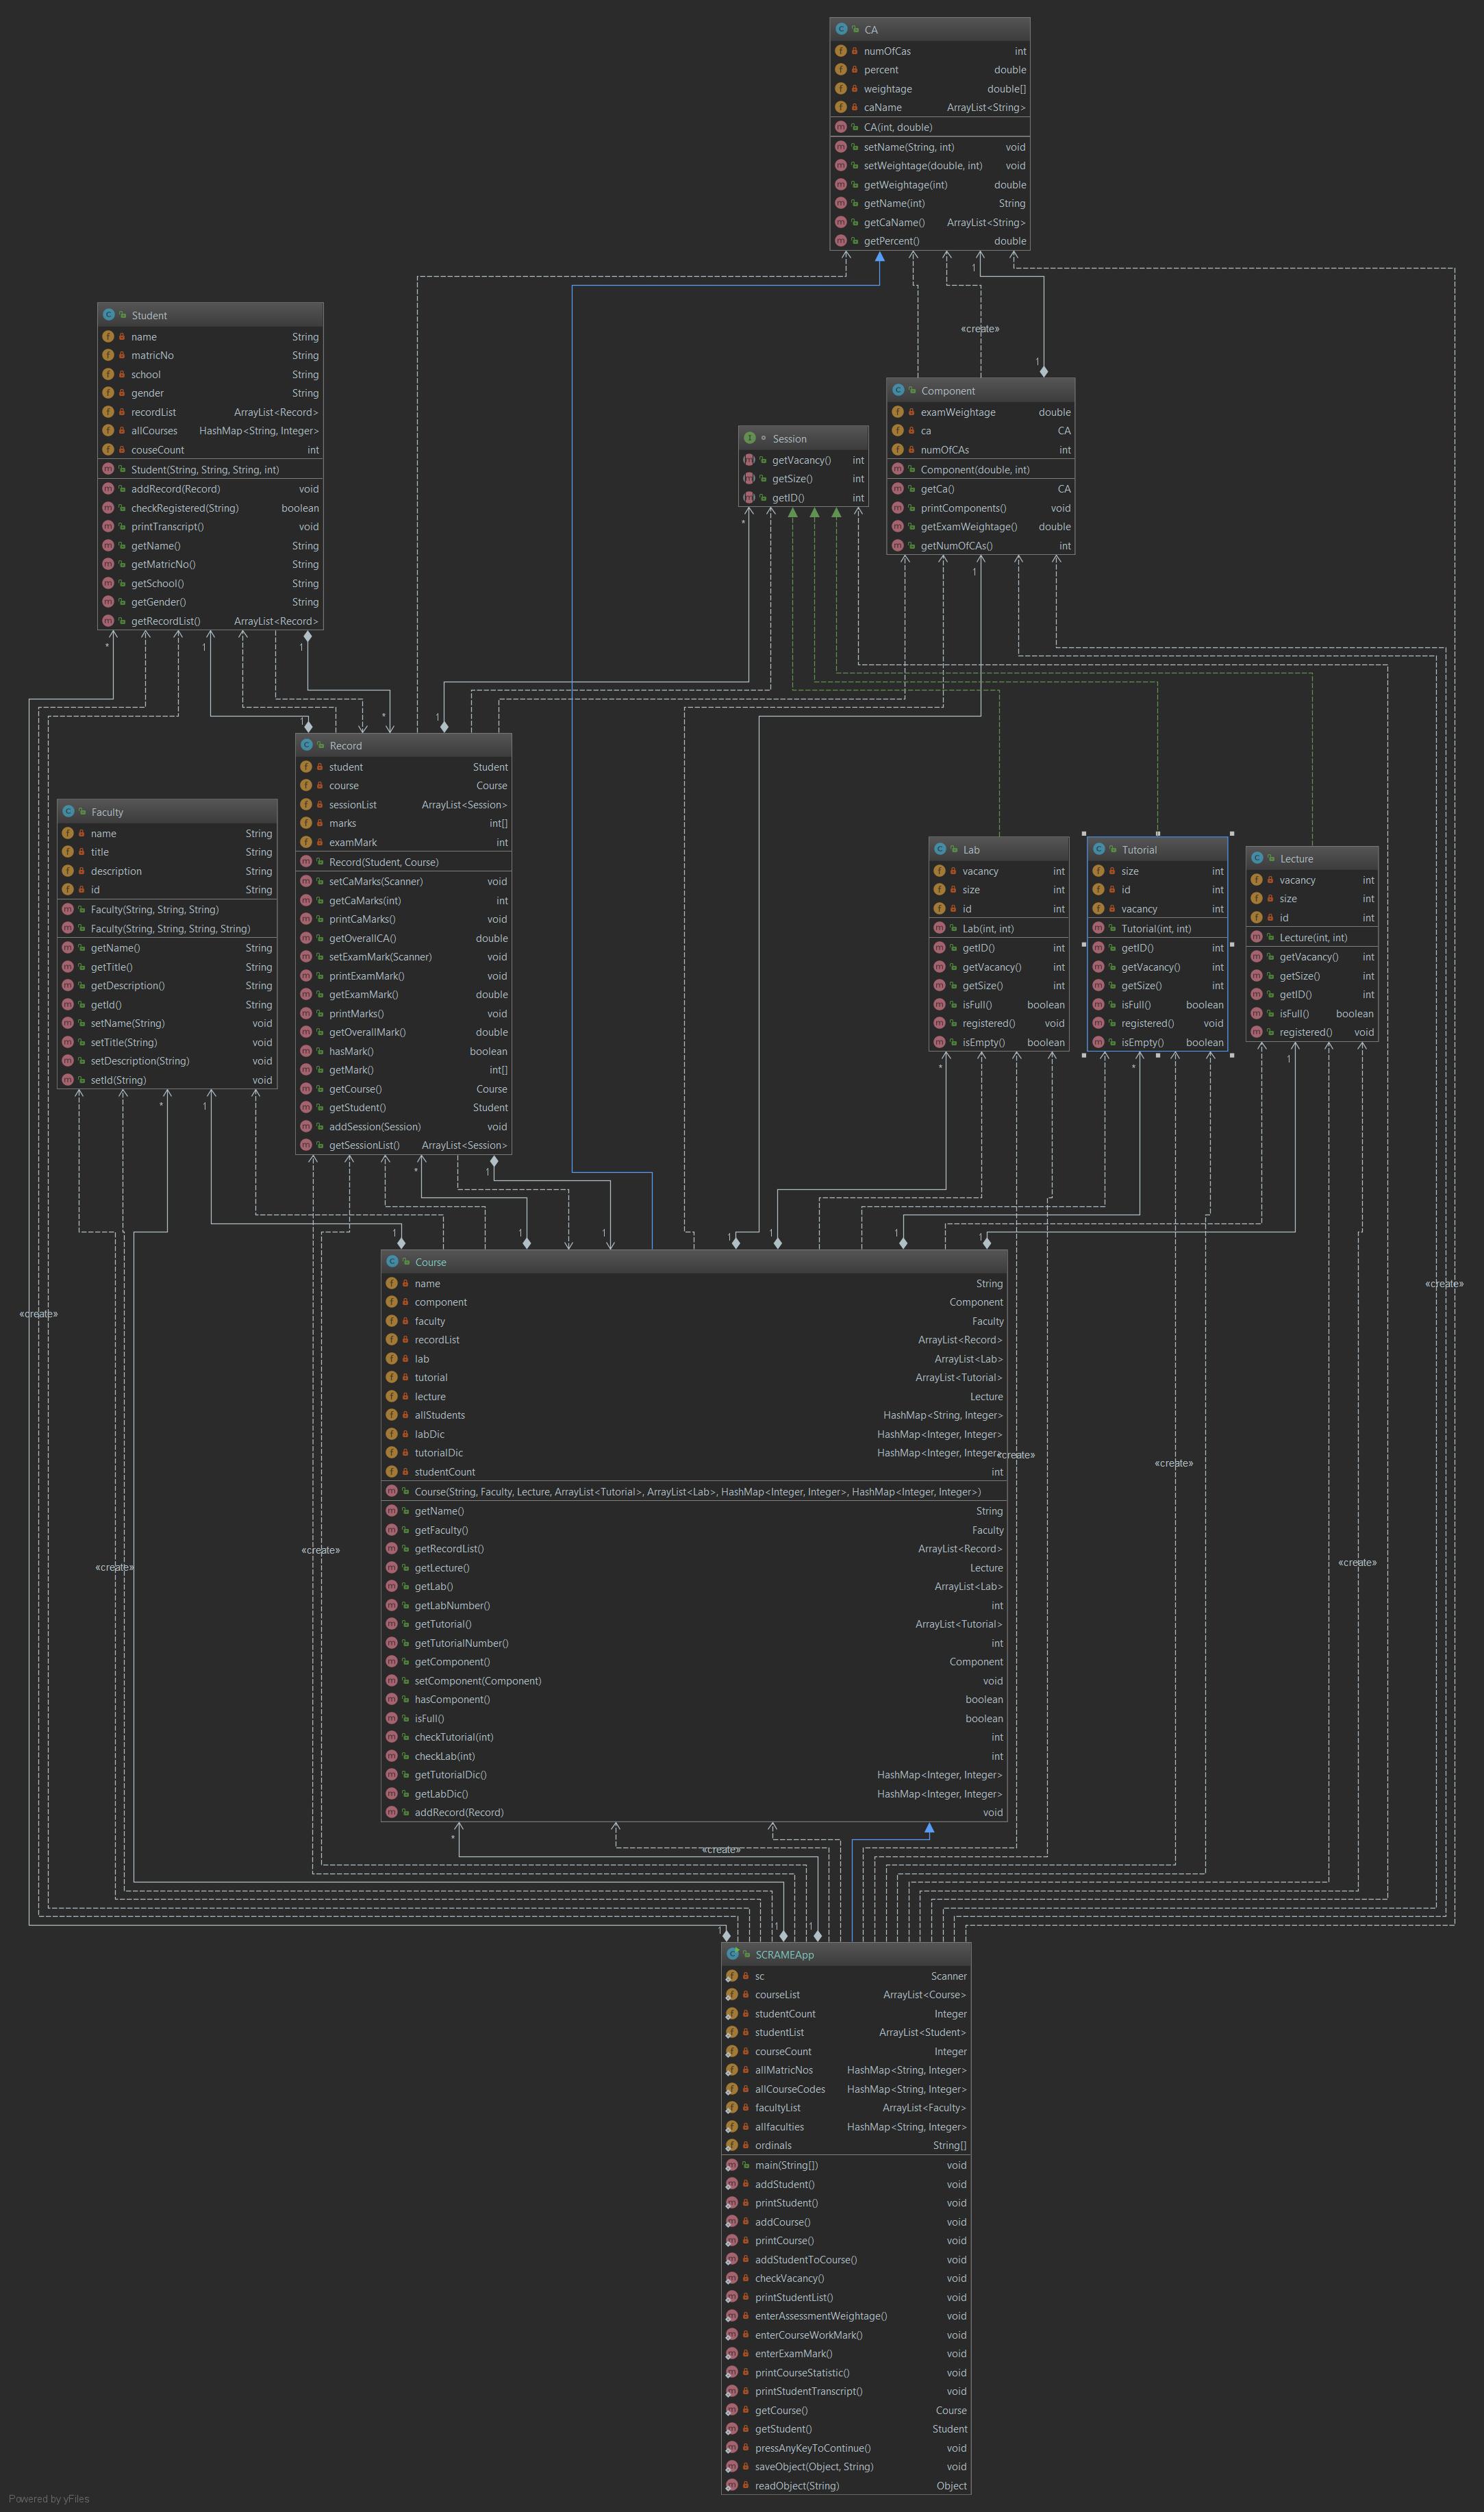 CA
numOfCas int
percent double
weightage double[]
caName ArrayList<String>
CA(int, double)
setName(String, int) void
setWeightage(double, int) void
getWeightage(int) double
getName(int) String
getCaName() ArrayList<String>
getPercent() double
1
«create»
1
Student
name String
matricNo String
school String
gender String
recordList ArrayList<Record>
allCourses HashMap<String, Integer>
couseCount int
Student(String, String, String, int)
addRecord(Record) void
checkRegistered(String) boolean
printTranscript() void
getName() String
getMatricNo() String
getSchool() String
getGender() String
getRecordList() ArrayList<Record>
Component
examWeightage double
ca CA
numOfCAs int
Component(double, int)
getCa() CA
printComponents() void
getExamWeightage() double
getNumOfCAs() int
Session
getVacancy() int
getSize() int
getID() int
* 1
* 1 1
1 * 1
Record
student Student
course Course
sessionList ArrayList<Session>
marks int[]
examMark int
Record(Student, Course)
setCaMarks(Scanner) void
getCaMarks(int) int
printCaMarks() void
getOverallCA() double
setExamMark(Scanner) void
printExamMark() void
getExamMark() double
printMarks() void
getOverallMark() double
hasMark() boolean
getMark() int[]
getCourse() Course
getStudent() Student
addSession(Session) void
getSessionList() ArrayList<Session>
Faculty
name String
title String
description String
id String
Faculty(String, String, String)
Faculty(String, String, String, String)
getName() String
getTitle() String
getDescription() String
getId() String
setName(String) void
setTitle(String) void
setDescription(String) void
setId(String) void
Lab
vacancy int
size int
id int
Lab(int, int)
getID() int
getVacancy() int
getSize() int
isFull() boolean
registered() void
isEmpty() boolean
Tutorial
size int
id int
vacancy int
Tutorial(int, int)
getID() int
getVacancy() int
getSize() int
isFull() boolean
registered() void
isEmpty() boolean
Lecture
vacancy int
size int
id int
Lecture(int, int)
getVacancy() int
getSize() int
getID() int
isFull() boolean
registered() void
* * 1
* 1 * 1
1 1 1 1 1 1 1
Course
name String
component Component
faculty Faculty
recordList ArrayList<Record>
lab ArrayList<Lab>
tutorial ArrayList<Tutorial>
lecture Lecture
allStudents HashMap<String, Integer>
labDic HashMap<Integer, Integer>
tutorialDic HashMap<Integer, Integer>
studentCount int
Course(String, Faculty, Lecture, ArrayList<Tutorial>, ArrayList<Lab>, HashMap<Integer, Integer>, HashMap<Integer, Integer>)
getName() String
getFaculty() Faculty
getRecordList() ArrayList<Record>
getLecture() Lecture
getLab() ArrayList<Lab>
getLabNumber() int
getTutorial() ArrayList<Tutorial>
getTutorialNumber() int
getComponent() Component
setComponent(Component) void
hasComponent() boolean
isFull() boolean
checkTutorial(int) int
checkLab(int) int
getTutorialDic() HashMap<Integer, Integer>
getLabDic() HashMap<Integer, Integer>
addRecord(Record) void
«create»
«create»
«create»
«create»
«create»
«create»
«create»
* «create»
1 1 1
SCRAMEApp
sc Scanner
courseList ArrayList<Course>
studentCount Integer
studentList ArrayList<Student>
courseCount Integer
allMatricNos HashMap<String, Integer>
allCourseCodes HashMap<String, Integer>
facultyList ArrayList<Faculty>
allfaculties HashMap<String, Integer>
ordinals String[]
main(String[]) void
addStudent() void
printStudent() void
addCourse() void
printCourse() void
addStudentToCourse() void
checkVacancy() void
printStudentList() void
enterAssessmentWeightage() void
enterCourseWorkMark() void
enterExamMark() void
printCourseStatistic() void
printStudentTranscript() void
getCourse() Course
getStudent() Student
pressAnyKeyToContinue() void
saveObject(Object, String) void
readObject(String) Object
Powered by yFiles